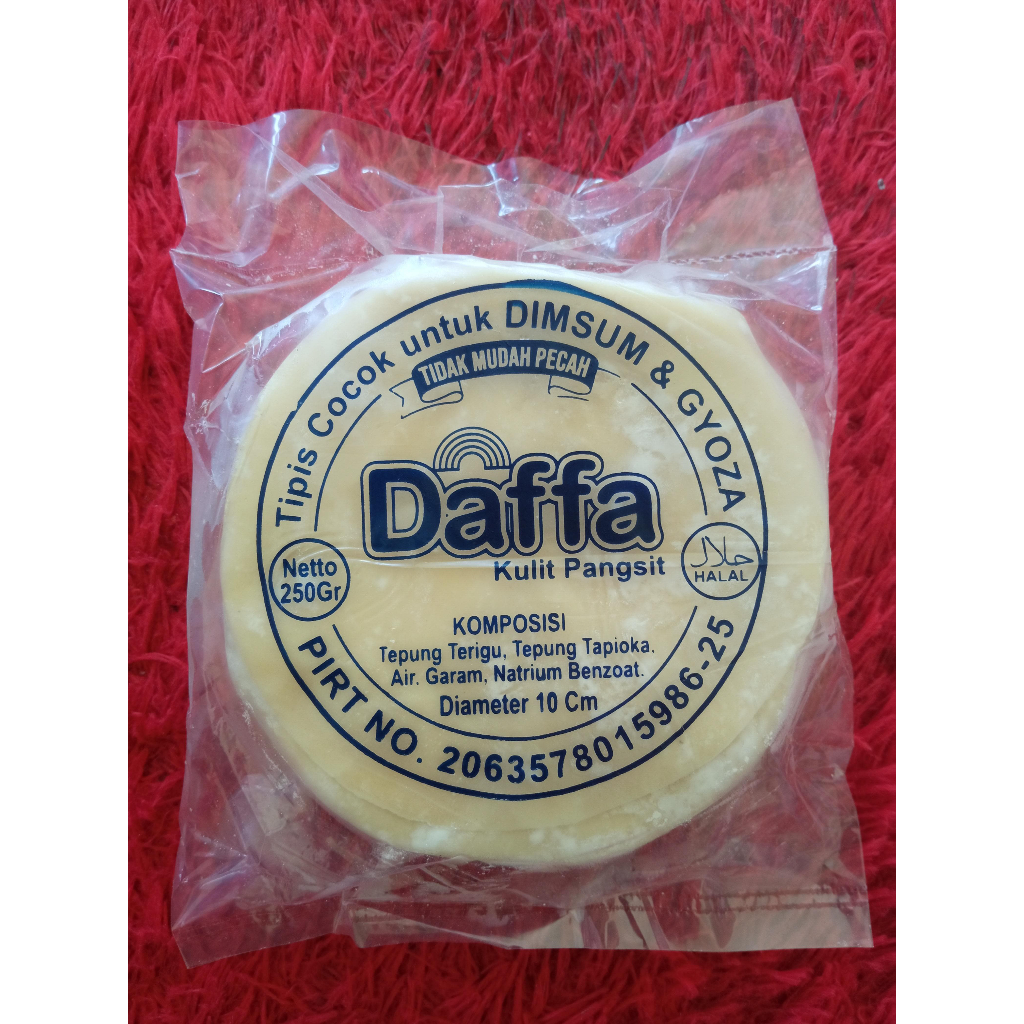 Tipis Cocok untuk DIMSUM & GYOZA
TIDAK MUDAH PECAH
Daffa
Kulit Pangsit
Netto
250Gr
حلال
HALAL
KOMPOSISI
Tepung Terigu, Tepung Tapioka.
Air. Garam, Natrium Benzoat.
Diameter 10 Cm
PIRT NO. 2063578015986-25